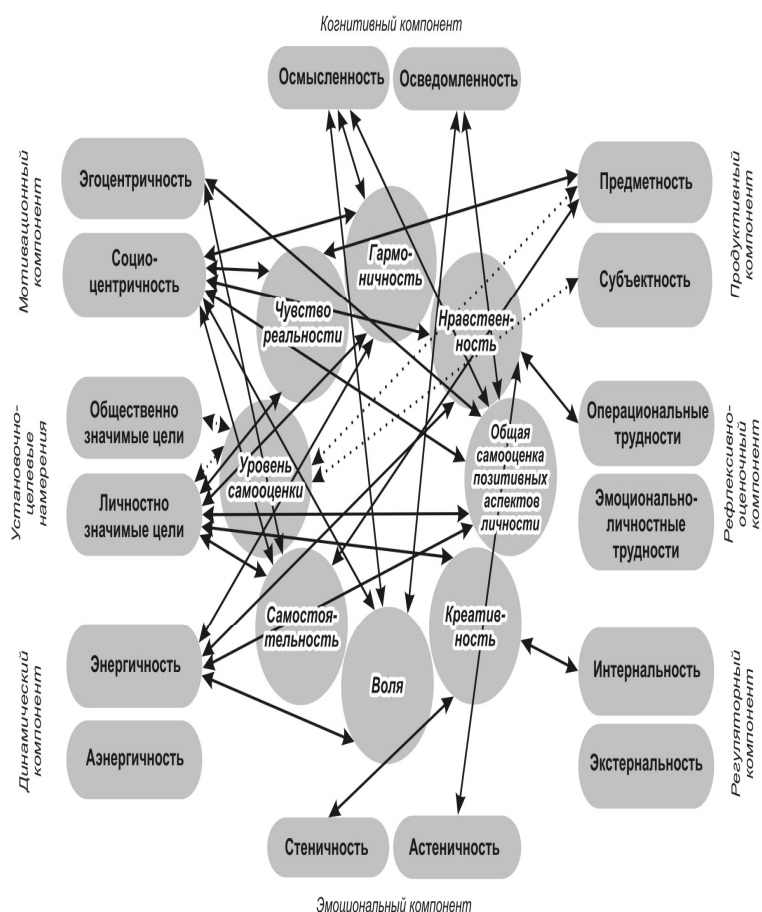 Когнитивный компонент
Осмысленность
Осведомленность
Мотивационный
компонент
Эгоцентричность
Социо-
центричность
Продуктивный
компонент
Предметность
Субъектность
Гармо-
ничность
Чувство
реальности
Нравствен-
ность
Установочно-
целевые
намерения
Общественно
значимые цели
Личностно
значимые цели
Уровень
самооценки
Общая
самооценка
позитивных
аспектов
личности
Операциональные
трудности
Эмоционально-
личностные
трудности
Рефлексивно-
оценочный
компонент
Самостоя-
тельность
Воля
Креатив-
ность
Динамический
компонент
Энергичность
Аэнергичность
Интернальность
Экстернальность
Регуляторный
компонент
Стеничность
Астеничность
Эмоциональный компонент